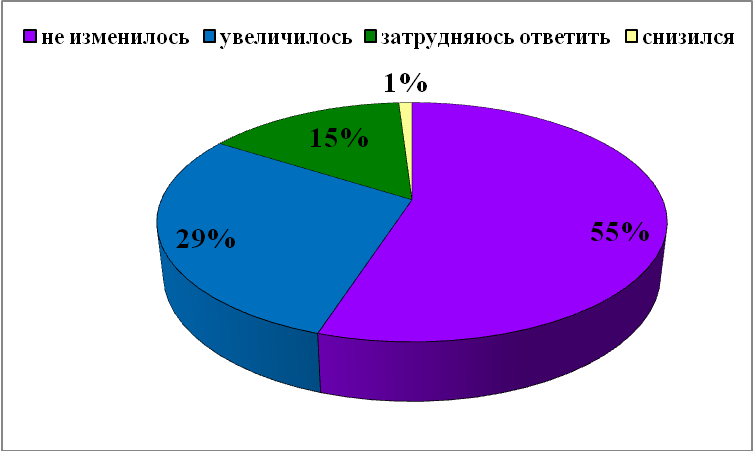 не изменилось увеличилось затрудняюсь ответить снизился
1%
15%
55%
29%